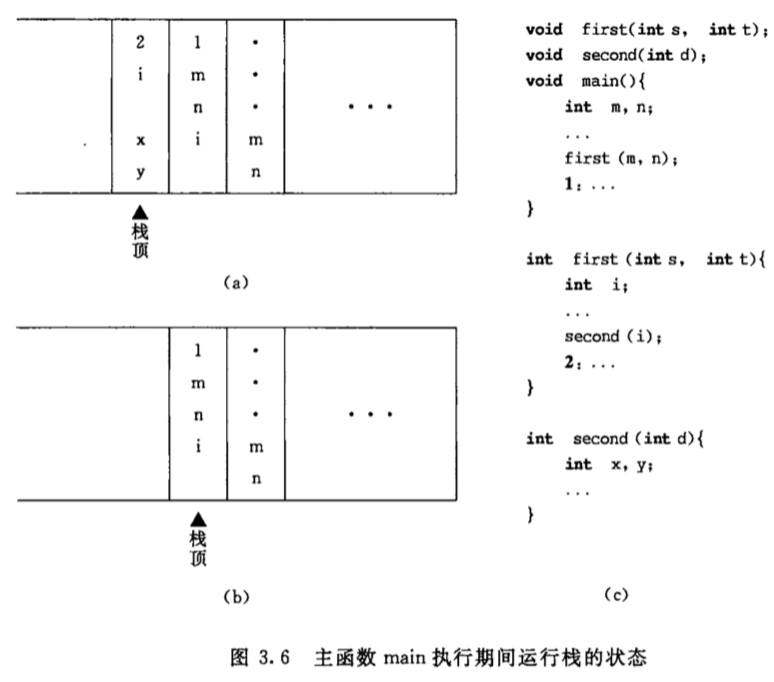 2 1 •
i m •
n •
x i m
y n
• • •
▲
栈
顶
(a)
1 •
m •
n •
i m
n
• • •
▲
栈
顶
(b)
void first(int s, int t);
void second(int d);
void main(){
int m, n;
...
first (m, n);
1: ...
}
int first (int s, int t){
int i;
...
second (i);
2: ...
}
int second (int d){
int x, y;
...
}
(c)
图 3.6 主函数 main 执行期间运行栈的状态